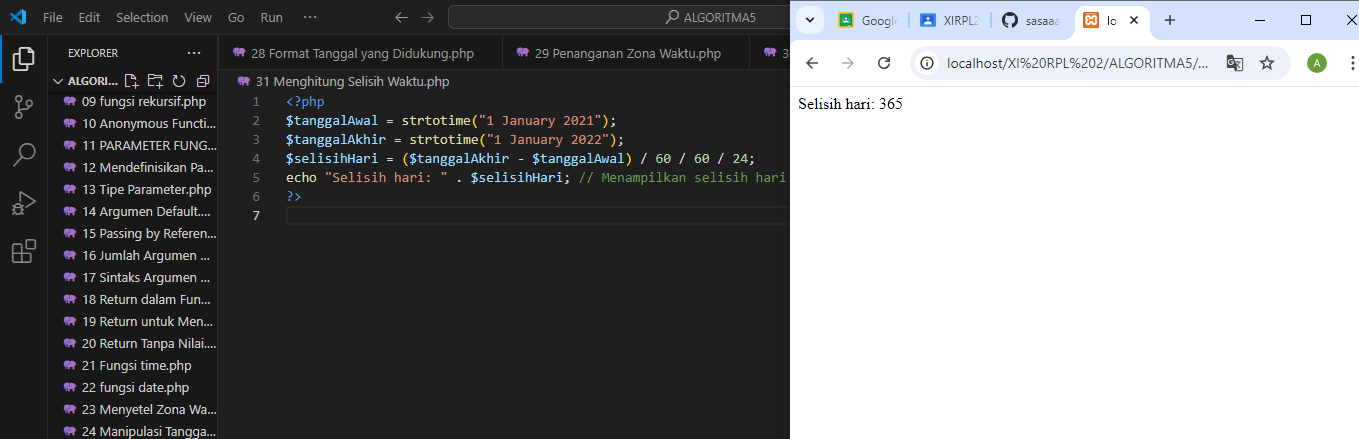 File Edit Selection View Go Run ···
ALGORITMA5
EXPLORER ···
ALGORI...
09 fungsi rekursif.php
10 Anonymous Functi...
11 PARAMETER FUNG...
12 Mendefinisikan Pa...
13 Tipe Parameter.php
14 Argumen Default....
15 Passing by Referen...
16 Jumlah Argumen ...
17 Sintaks Argumen ...
18 Return dalam Fun...
19 Return untuk Men...
20 Return Tanpa Nilai....
21 Fungsi time.php
22 fungsi date.php
23 Menyetel Zona Wa...
24 Manipulasi Tangga...
28 Format Tanggal yang Didukung.php
29 Penanganan Zona Waktu.php
31 Menghitung Selisih Waktu.php
1 <?php
2 $tanggalAwal = strtotime("1 January 2021");
3 $tanggalAkhir = strtotime("1 January 2022");
4 $selisihHari = ($tanggalAkhir - $tanggalAwal) / 60 / 60 / 24;
5 echo "Selisih hari: " . $selisihHari; // Menampilkan selisih hari
6 ?>
7
Google
XIRPL2
sasaaa
lo
localhost/XI%20RPL%202/ALGORITMA5/...
A
Selisih hari: 365